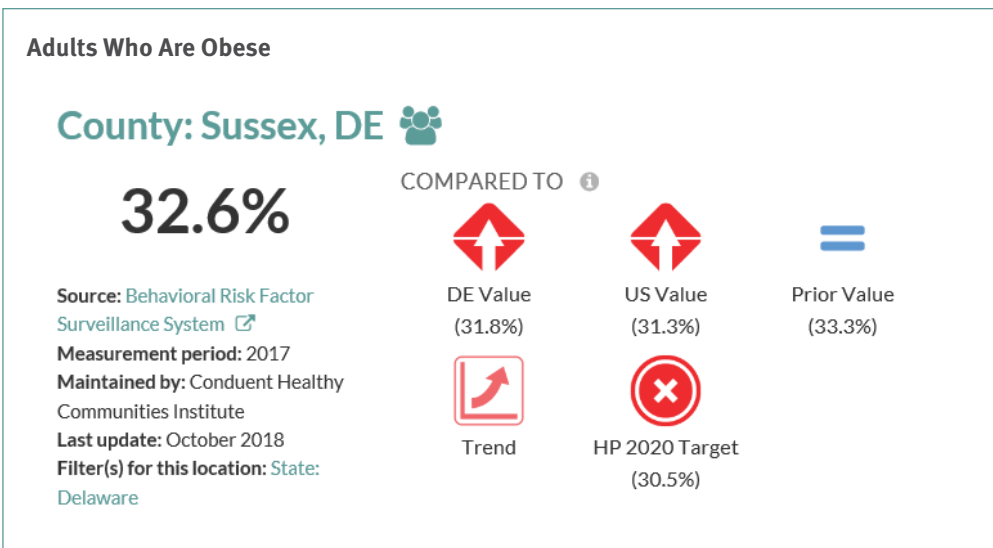 Adults Who Are Obese
County: Sussex, DE
32.6%
Source: Behavioral Risk Factor
Surveillance System
Measurement period: 2017
Maintained by: Conduent Healthy
Communities Institute
Last update: October 2018
Filter(s) for this location: State:
Delaware
COMPARED TO
DE Value
(31.8%)
US Value
(31.3%)
Prior Value
(33.3%)
Trend
HP 2020 Target
(30.5%)